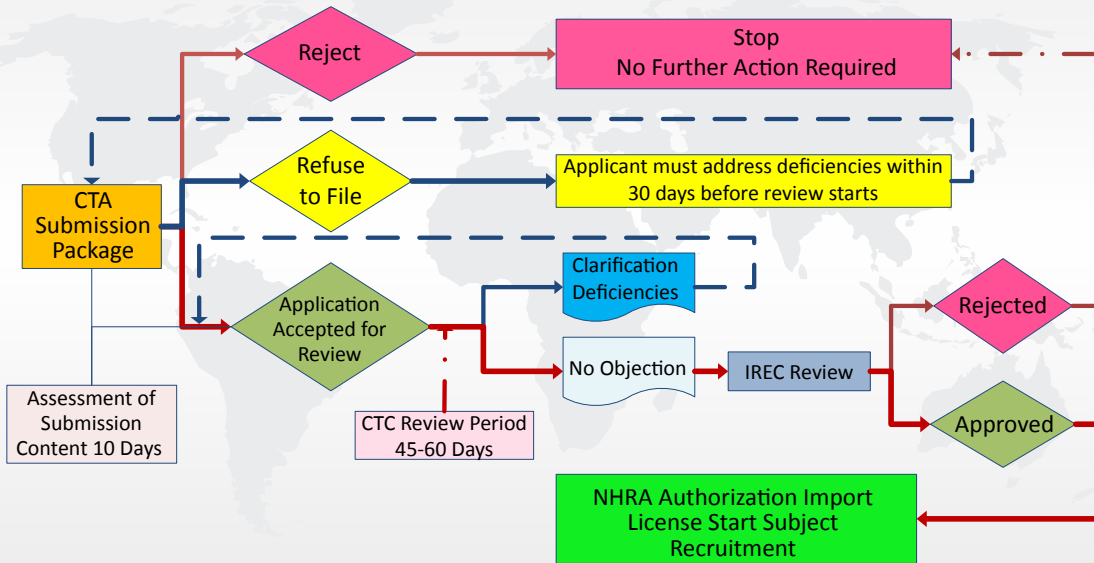 Reject
Stop
No Further Action Required
Refuse
to File
Applicant must address deficiencies within
30 days before review starts
CTA
Submission
Package
Clarification
Deficiencies
Application
Accepted for
Review
Rejected
No Objection
IREC Review
Assessment of
Submission
Content 10 Days
CTC Review Period
45-60 Days
Approved
NHRA Authorization Import
License Start Subject
Recruitment